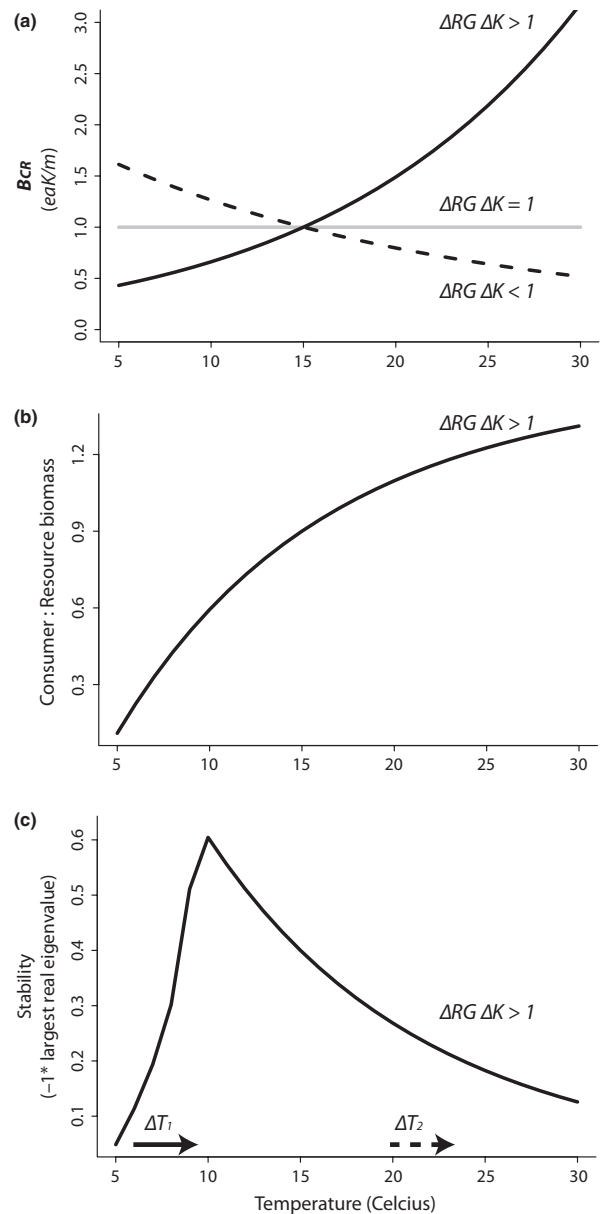 (a)
3.0
2.5
2.0
1.5
1.0
0.5
0.0
BCR
(eaK/m)
ΔRG ΔK > 1
ΔRG ΔK = 1
ΔRG ΔK < 1
5 10 15 20 25 30
(b)
1.2
0.9
0.6
0.3
Consumer : Resource biomass
ΔRG ΔK > 1
5 10 15 20 25 30
(c)
0.6
0.5
0.4
0.3
0.2
0.1
Stability
(−1* largest real eigenvalue)
ΔRG ΔK > 1
ΔT1 ΔT2
5 10 15 20 25 30
Temperature (Celcius)